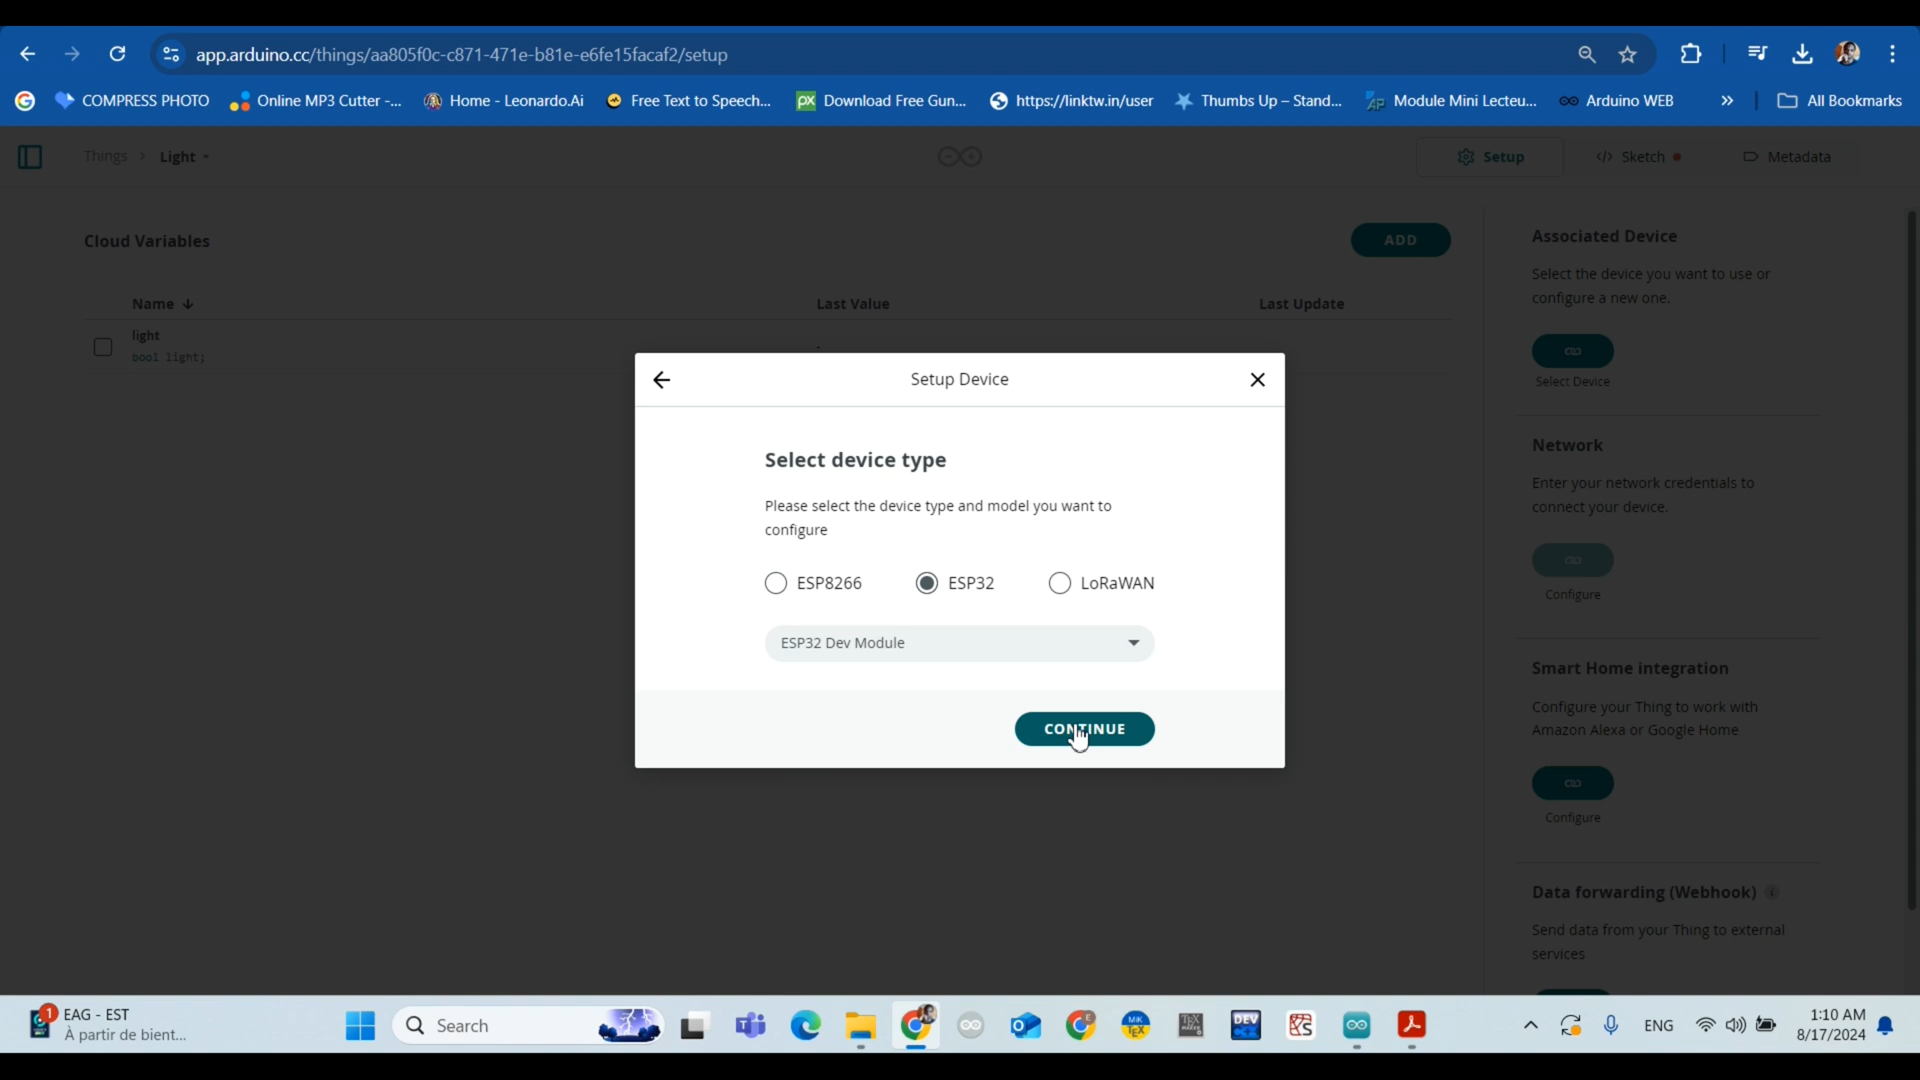 app.arduino.cc/things/aa805f0c-c871-471e-b81e-e6fe15facaf2/setup
COMPRESS PHOTO
Online MP3 Cutter -...
Home - Leonardo.Ai
Free Text to Speech...
Download Free Gun...
https://linktw.in/user
Thumbs Up – Stand...
Module Mini Lecteu...
Arduino WEB
All Bookmarks
Things > Light
Setup
</> Sketch
Metadata
Cloud Variables
ADD
Name
Last Value
Last Update
light
bool light;
-
Associated Device
Select the device you want to use or
configure a new one.
Select Device
Network
Enter your network credentials to
connect your device.
Configure
Smart Home integration
Configure your Thing to work with
Amazon Alexa or Google Home
Configure
Data forwarding (Webhook) i
Send data from your Thing to external
services
Setup Device
Select device type
Please select the device type and model you want to
configure
ESP8266
ESP32
LoRaWAN
ESP32 Dev Module
CONTINUE
1
EAG - EST
À partir de bient...
Search
DEV
ENG
1:10 AM
8/17/2024